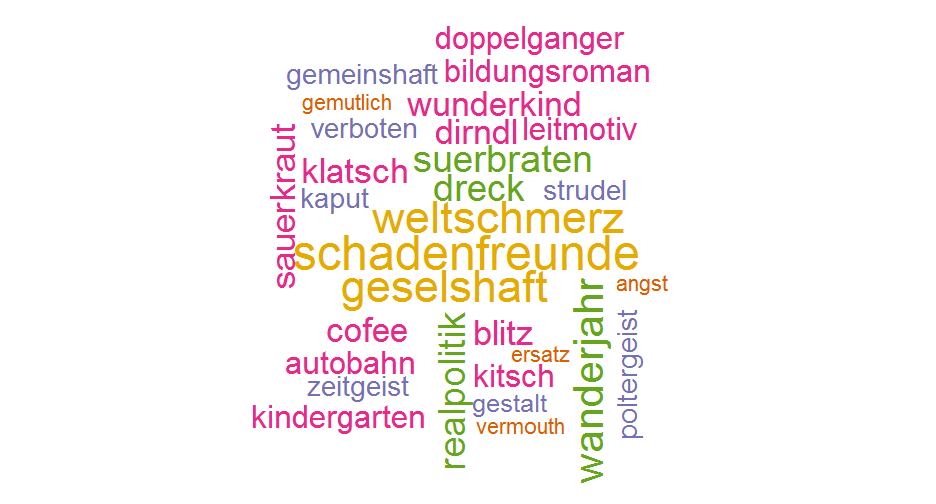 doppelganger
gemeinshaft
bildungsroman
gemutlich
wunderkind
verboten
dirndl
leitmotiv
sauerkraut
suerbraten
klatsch
dreck
strudel
kaput
weltschmerz
schadenfreunde
geselshaft
angst
wanderjahr
cofee
realpolitik
blitz
poltergeist
ersatz
autobahn
kitsch
zeitgeist
gestalt
kindergarten
vermouth